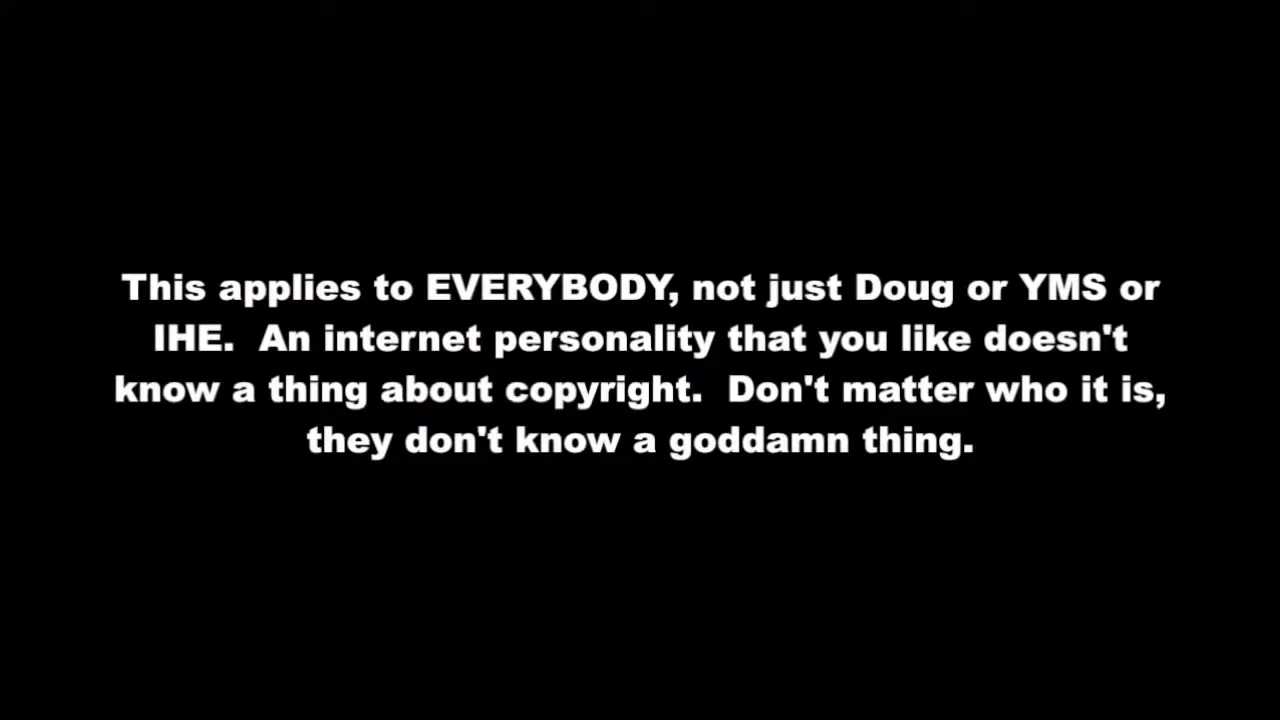 This applies to EVERYBODY, not just Doug or YMS or
IHE.  An internet personality that you like doesn't
know a thing about copyright.  Don't matter who it is,
they don't know a goddamn thing.